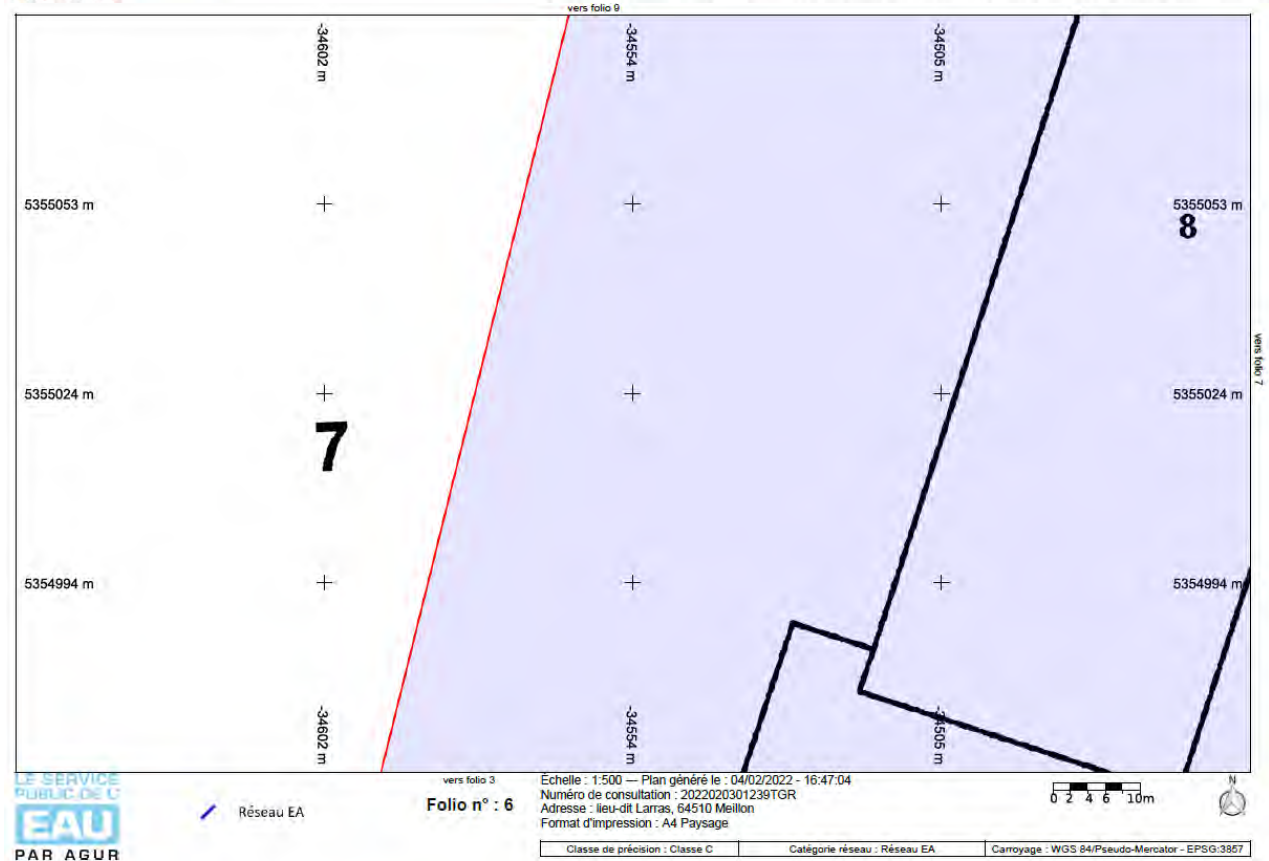 vers folio 9
-34602 m
-34554 m
-34505 m
5355053 m
5355053 m
8
vers folio 7
5355024 m
5355024 m
7
5354994 m
5354994 m
-34602 m
-34554 m
-34505 m
LE SERVICE
PUBLIC DE L'
EAU
PAR AGUR
Réseau EA
vers folio 3
Folio n° : 6
Échelle : 1:500 — Plan généré le : 04/02/2022 - 16:47:04
Numéro de consultation : 2022020301239TGR
Adresse : lieu-dit Larras, 64510 Meillon
Format d'impression : A4 Paysage
0 2 4 6 10m
N
Classe de précision : Classe C
Catégorie réseau : Réseau EA
Carroyage : WGS 84/Pseudo-Mercator - EPSG:3857